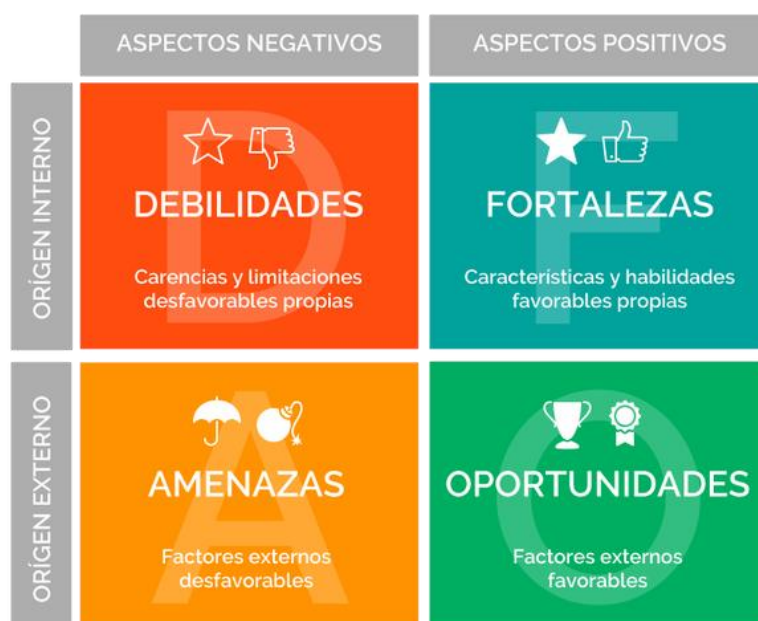 ASPECTOS NEGATIVOS
ASPECTOS POSITIVOS
ORÍGEN INTERNO
D
DEBILIDADES
Carencias y limitaciones
desfavorables propias
F
FORTALEZAS
Características y habilidades
favorables propias
ORÍGEN EXTERNO
A
AMENAZAS
Factores externos
desfavorables
O
OPORTUNIDADES
Factores externos
favorables